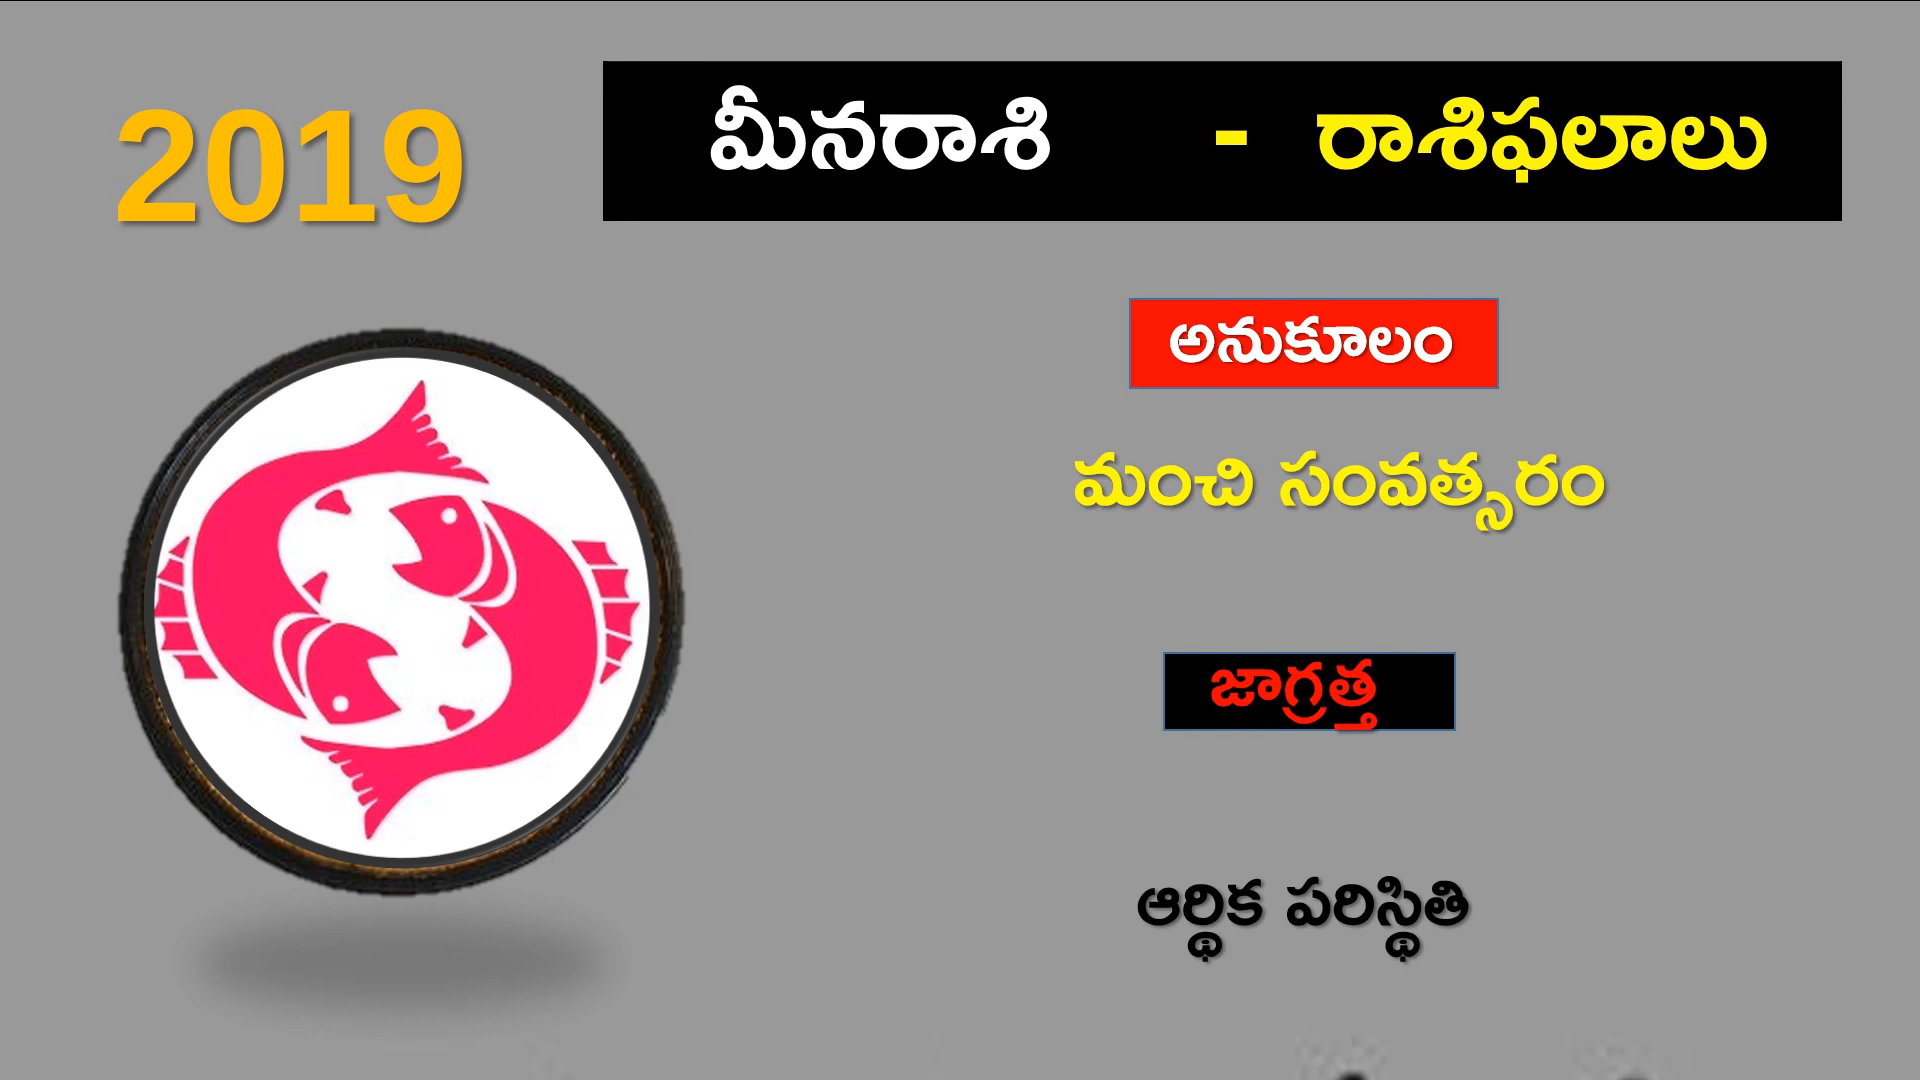 2019
మీనరాశి - రాశిఫలాలు
అనుకూలం
మంచి సంవత్సరం
జాగ్రత్త
ఆర్థిక పరిస్థితి